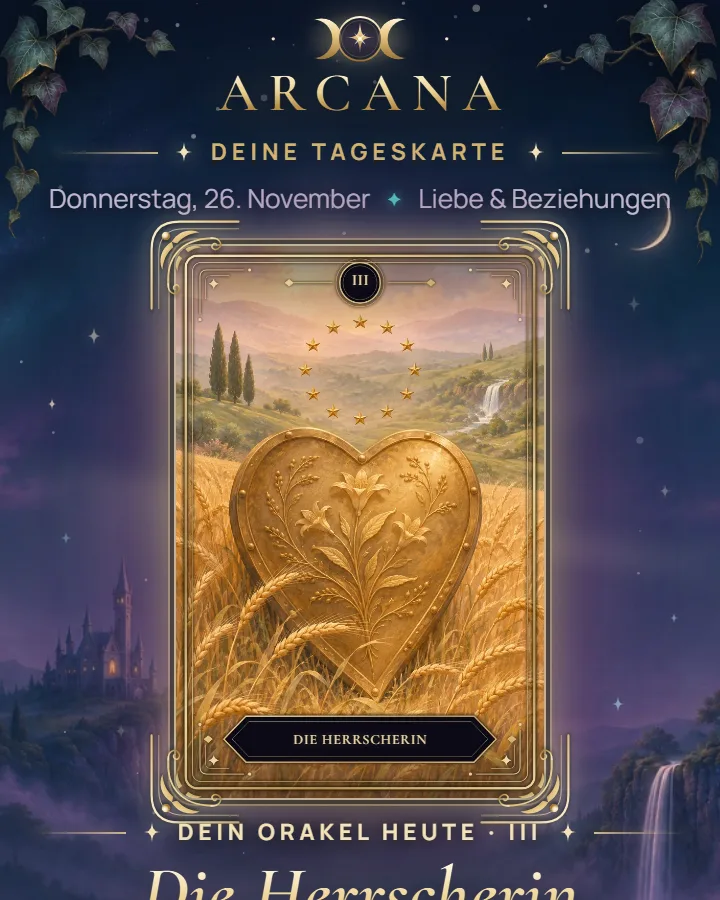 ARCANA
DEINE TAGESKARTE
Donnerstag, 26. November ✦ Liebe & Beziehungen
III
DIE HERRSCHERIN
DEIN ORAKEL HEUTE · III
Die Herrscherin